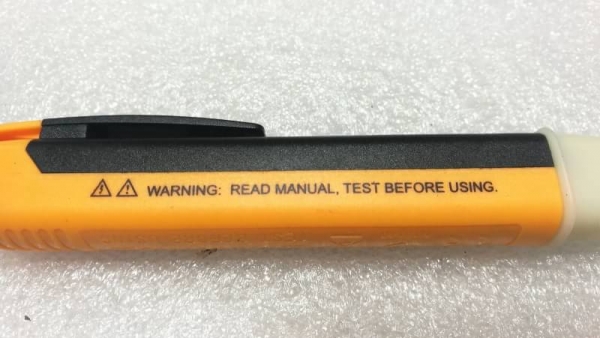 WARNING: READ MANUAL, TEST BEFORE USING.